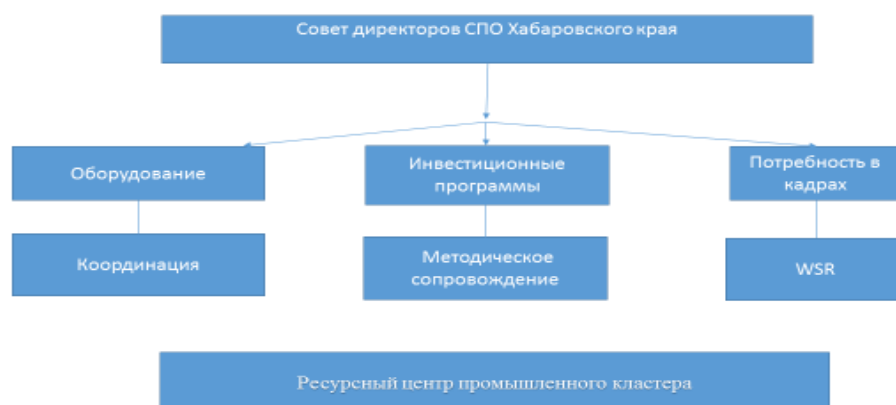 Совет директоров СПО Хабаровского края
Оборудование
Инвестиционные
программы
Потребность в
кадрах
Координация
Методическое
сопровождение
WSR
Ресурсный центр промышленного кластера